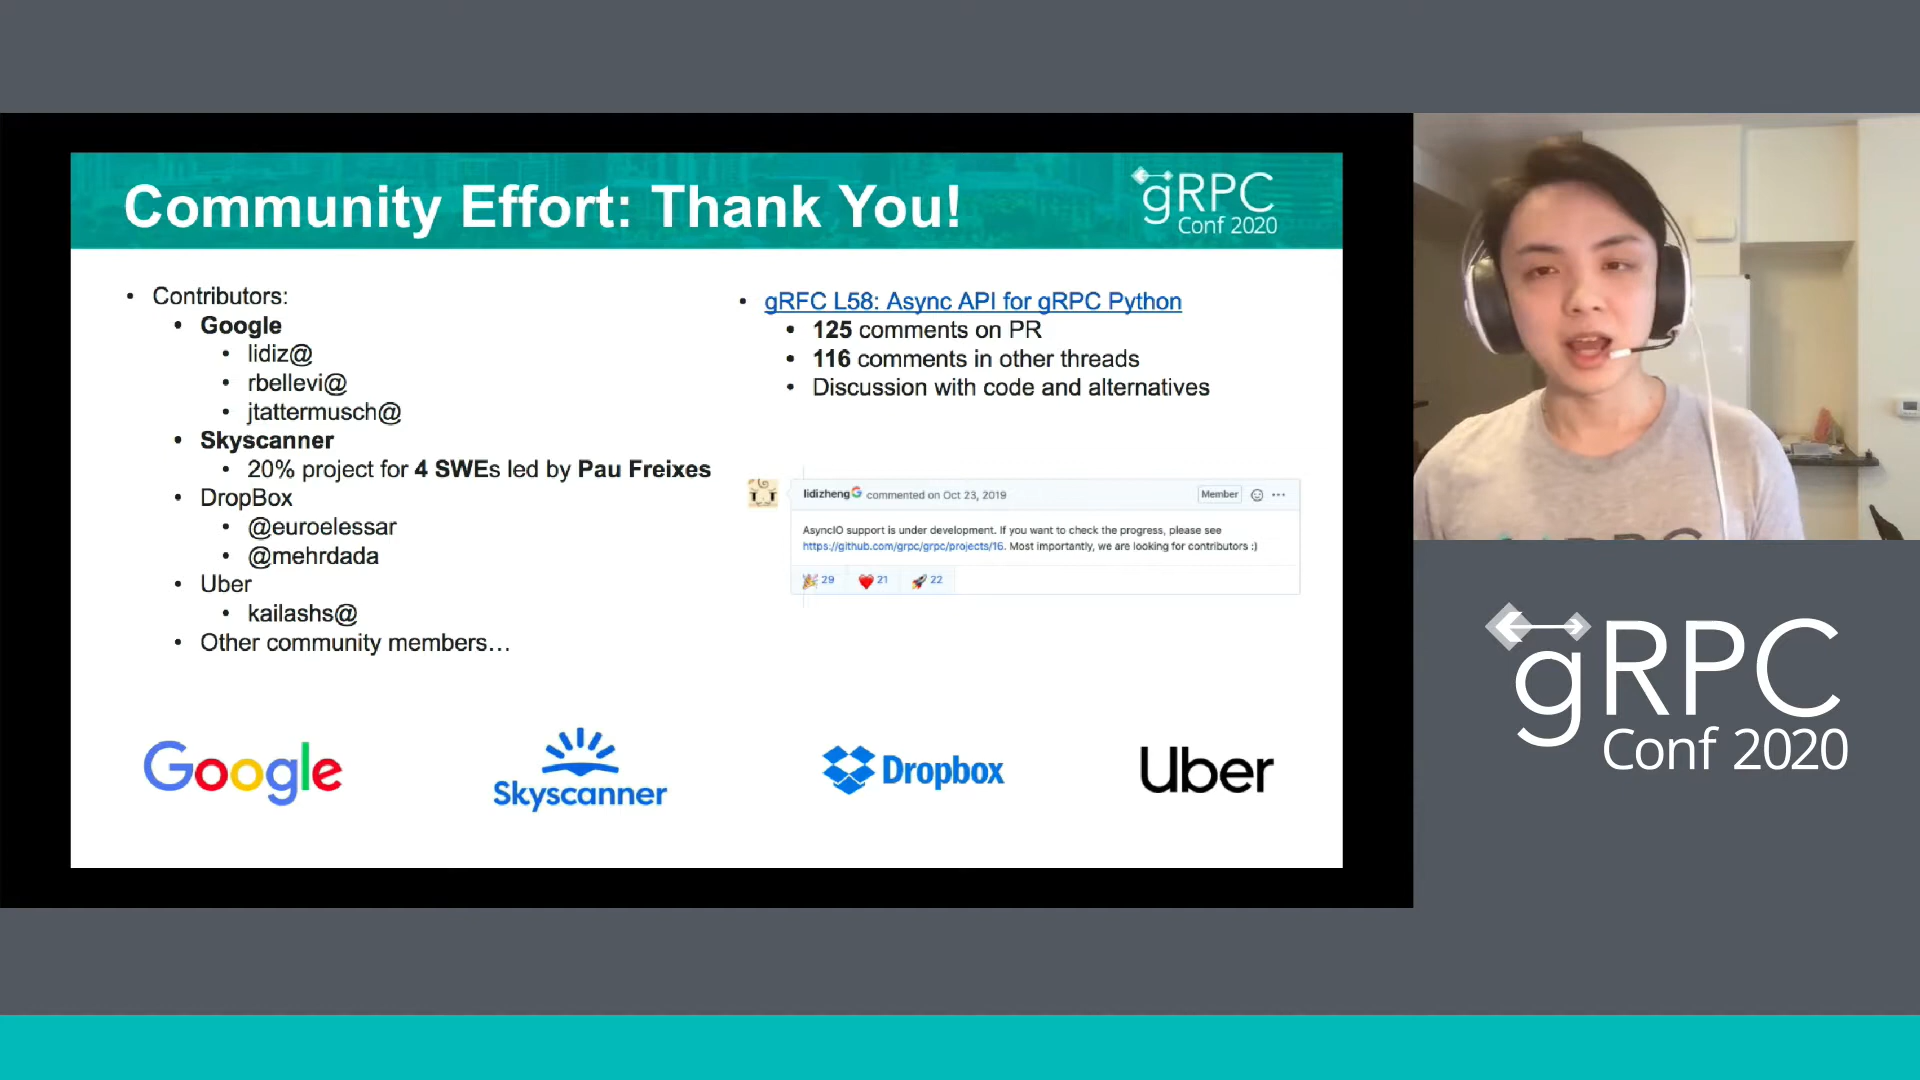 Community Effort: Thank You!
gRPC
Conf 2020
• Contributors:
• Google
• lidiz@
• rbellevi@
• jtattermusch@
• Skyscanner
• 20% project for 4 SWEs led by Pau Freixes
• DropBox
• @euroelessar
• @mehrdada
• Uber
• kailashs@
• Other community members…
• gRFC L58: Async API for gRPC Python
• 125 comments on PR
• 116 comments in other threads
• Discussion with code and alternatives
lidizheng commented on Oct 23, 2019 Member
AsyncIO support is under development. If you want to check the progress, please see
https://github.com/grpc/grpc/projects/16. Most importantly, we are looking for contributors :)
29 21 22
Google
Skyscanner
Dropbox
Uber
gRPC
Conf 2020